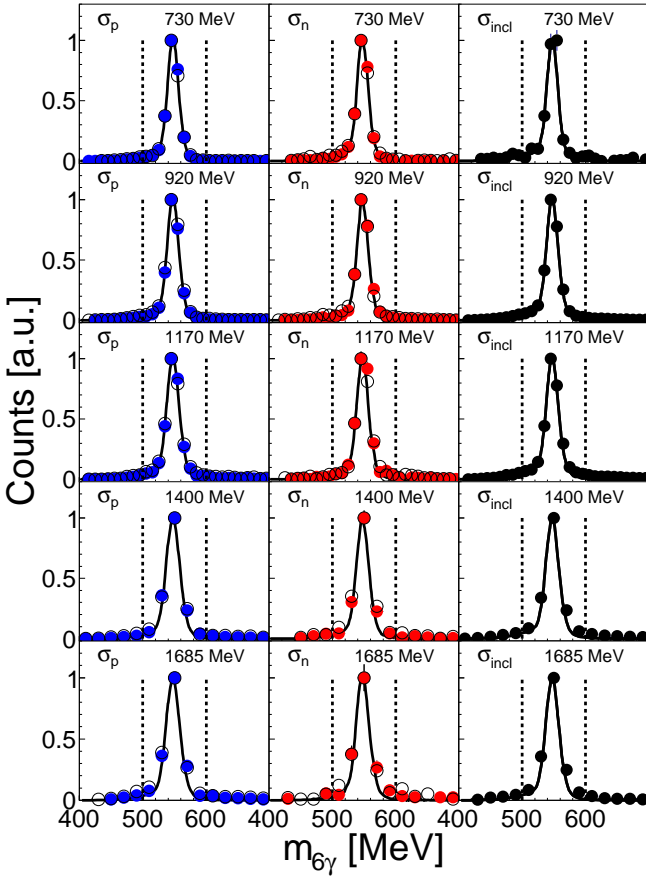 σp 730 MeV σn 730 MeV σincl 730 MeV
1
0.5
0
σp 920 MeV σn 920 MeV σincl 920 MeV
1
0.5
0
σp 1170 MeV σn 1170 MeV σincl 1170 MeV
1
0.5
0
σp 1400 MeV σn 1400 MeV σincl 1400 MeV
1
0.5
0
σp 1685 MeV σn 1685 MeV σincl 1685 MeV
1
0.5
0
Counts [a.u.]
400 500 600 400 500 600 400 500 600
m6γ [MeV]